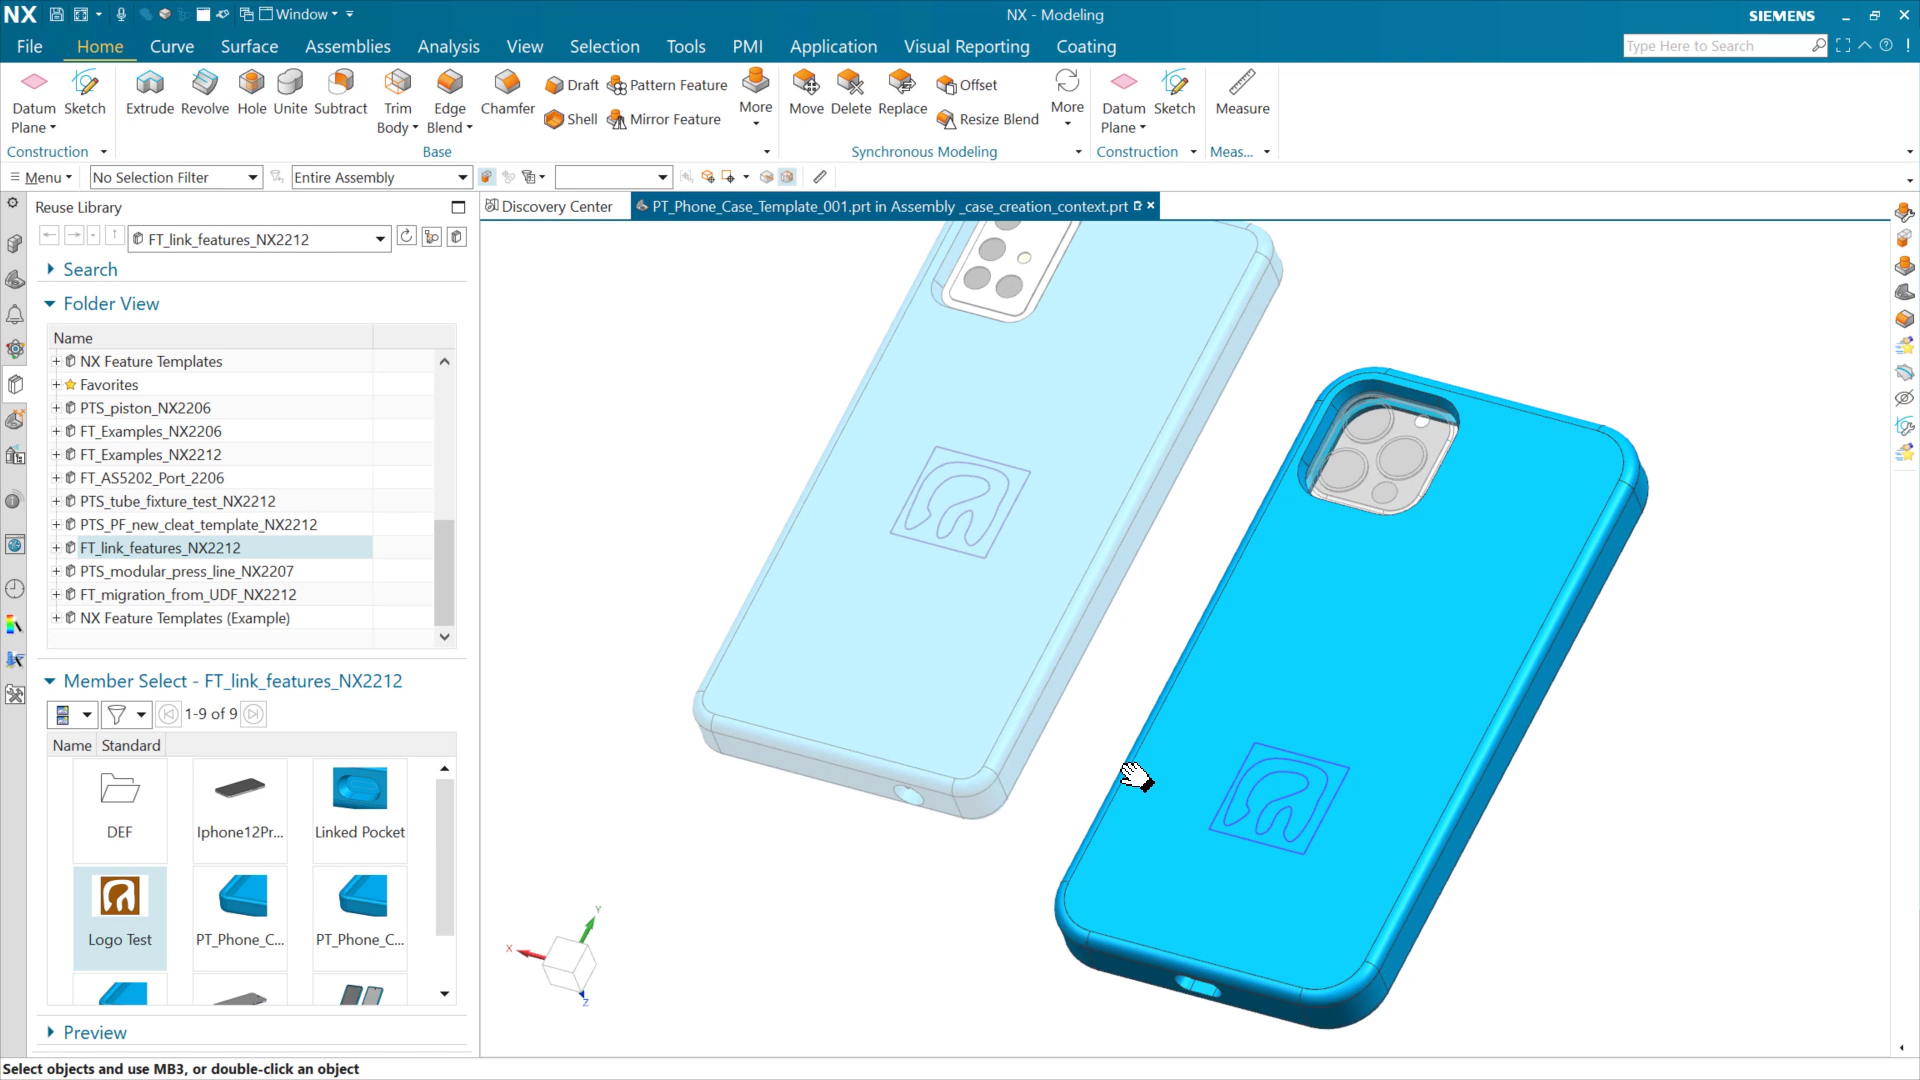 NX
Window
NX - Modeling
SIEMENS
File
Home
Curve
Surface
Assemblies
Analysis
View
Selection
Tools
PMI
Application
Visual Reporting
Coating
Type Here to Search
Datum Plane
Sketch
Extrude
Revolve
Hole
Unite
Subtract
Trim Body
Edge Blend
Chamfer
Draft
Shell
Pattern Feature
Mirror Feature
More
Move
Delete
Replace
Offset
Resize Blend
More
Datum Plane
Sketch
Measure
Construction
Base
Synchronous Modeling
Construction
Meas...
Menu
No Selection Filter
Entire Assembly
Reuse Library
Discovery Center
PT_Phone_Case_Template_001.prt in Assembly _case_creation_context.prt
FT_link_features_NX2212
Search
Folder View
Name
NX Feature Templates
Favorites
PTS_piston_NX2206
FT_Examples_NX2206
FT_Examples_NX2212
FT_AS5202_Port_2206
PTS_tube_fixture_test_NX2212
PTS_PF_new_cleat_template_NX2212
FT_link_features_NX2212
PTS_modular_press_line_NX2207
FT_migration_from_UDF_NX2212
NX Feature Templates (Example)
Member Select - FT_link_features_NX2212
1-9 of 9
Name
Standard
DEF
Iphone12Pr...
Linked Pocket
Logo Test
PT_Phone_C...
PT_Phone_C...
Preview
X
Y
Z
Select objects and use MB3, or double-click an object